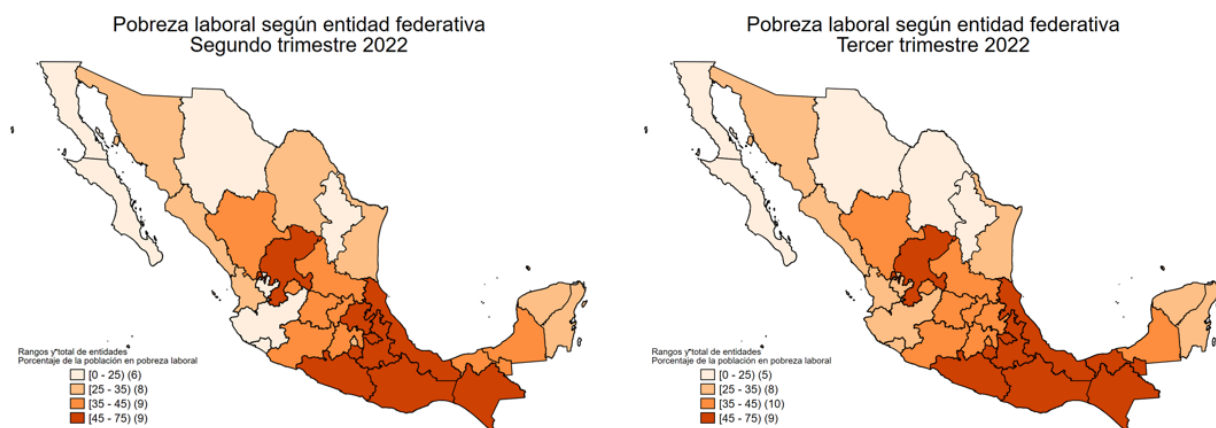 Pobreza laboral según entidad federativa
Segundo trimestre 2022
Rangos y total de entidades
Porcentaje de la población en pobreza laboral
[0 - 25) (6)
[25 - 35) (8)
[35 - 45) (9)
[45 - 75) (9)
Pobreza laboral según entidad federativa
Tercer trimestre 2022
Rangos y total de entidades
Porcentaje de la población en pobreza laboral
[0 - 25) (5)
[25 - 35) (8)
[35 - 45) (10)
[45 - 75) (9)